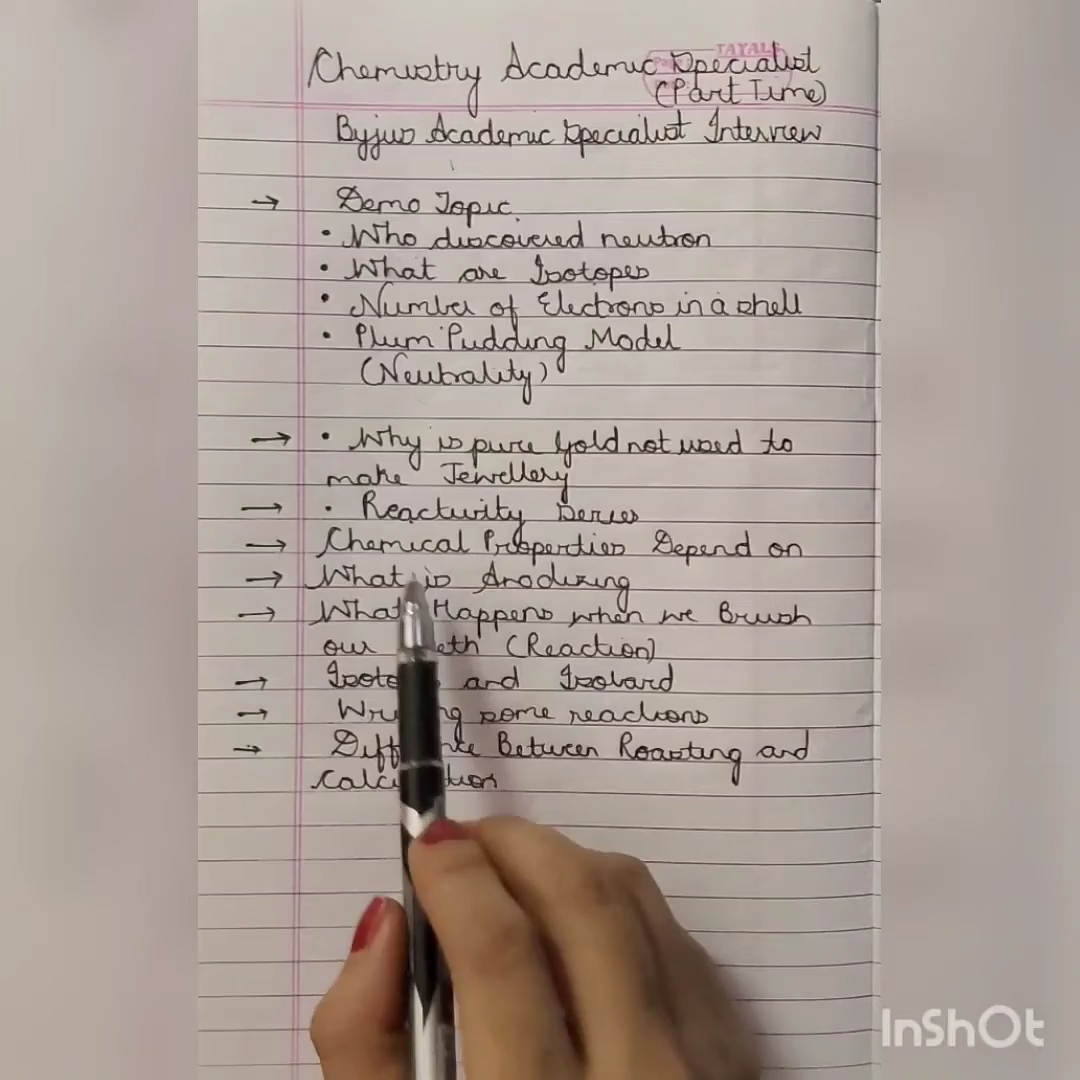 TAYAL
Chemistry Academic Specialist
(Part Time)
Byjus Academic Specialist Interview
→ Demo Topic.
• Who discovered neutron
• What are Isotopes
• Number of Electrons in a shell
• Plum Pudding Model
(Neutrality)
→ • Why is pure Gold not used to
make Jewellery
→ • Reactivity Series
→ Chemical Properties Depend on
→ What is Anodizing
→ What Happens when we Brush
our eth (Reaction)
→ and Isobard
→ some reactions
→ Between Roasting and
InShOt